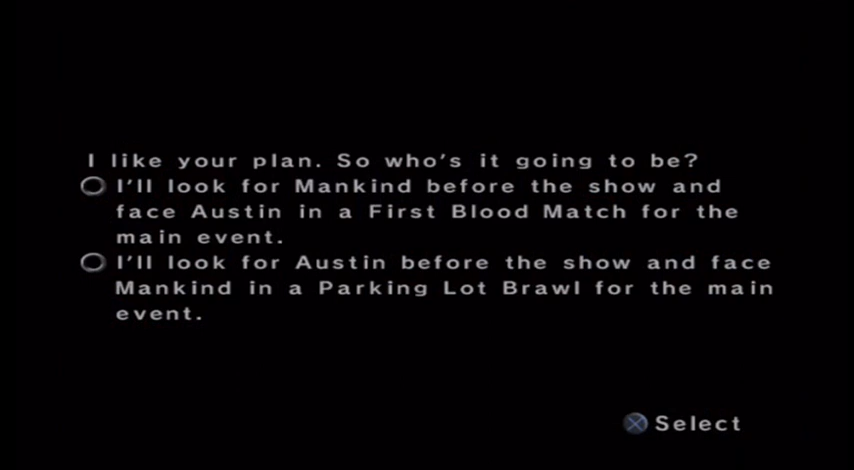 I like your plan. So who's it going to be?
I'll look for Mankind before the show and
face Austin in a First Blood Match for the
main event.
I'll look for Austin before the show and face
Mankind in a Parking Lot Brawl for the main
event.
Select